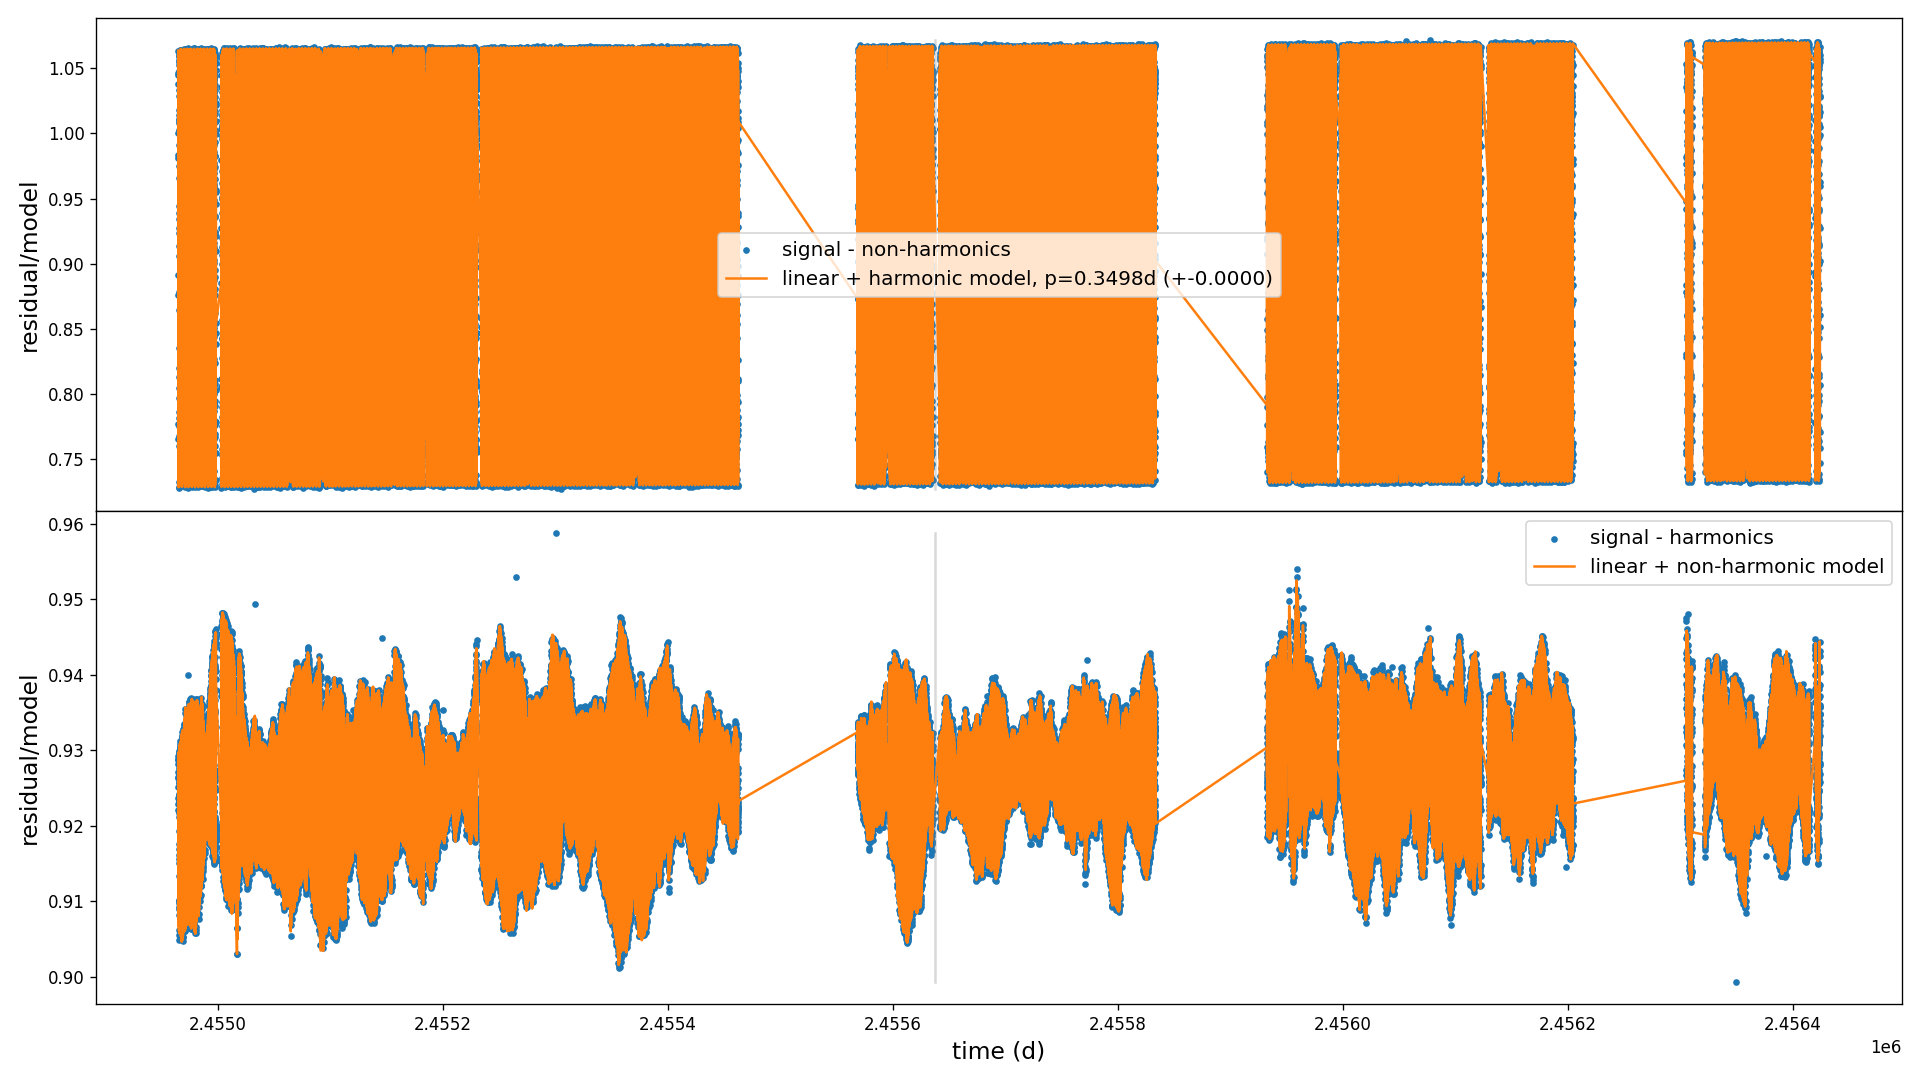 1.05
1.00
0.95
0.90
0.85
0.80
0.75
residual/model
signal - non-harmonics
linear + harmonic model, p=0.3498d (+-0.0000)
0.96
0.95
0.94
0.93
0.92
0.91
0.90
residual/model
signal - harmonics
linear + non-harmonic model
2.4550
2.4552
2.4554
2.4556
2.4558
2.4560
2.4562
2.4564
1e6
time (d)